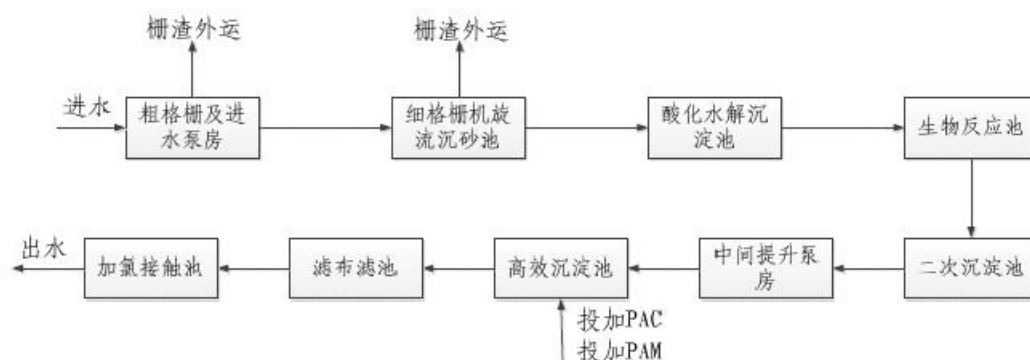 栅渣外运
栅渣外运
进水
粗格栅及进
水泵房
细格栅机旋
流沉砂池
酸化水解沉
淀池
生物反应池
出水
加氯接触池
滤布滤池
高效沉淀池
中间提升泵
房
二次沉淀池
投加PAC
投加PAM